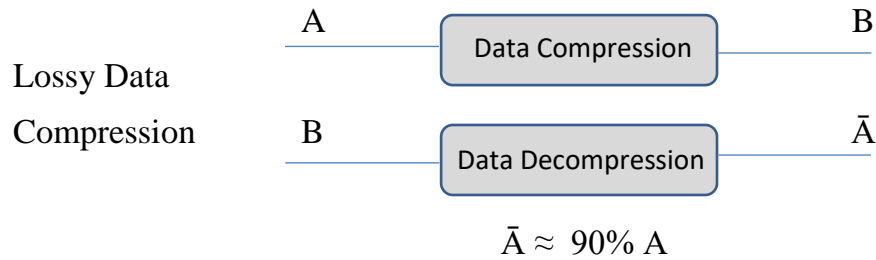 A
Data Compression
B
Lossy Data
Compression
B
Data Decompression
Ā
Ā ≈ 90% A